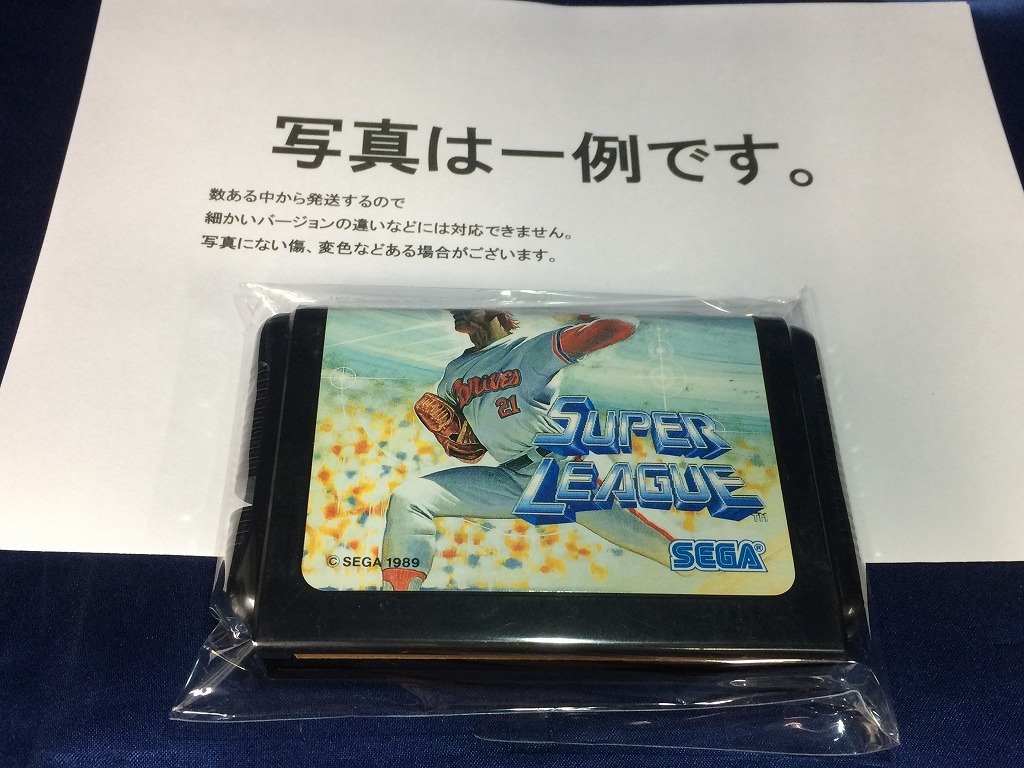 写真は一例です。
数ある中から発送するので
細かいバージョンの違いなどには対応できません。
写真にない傷、変色などある場合がございます。
DRIVES
21
SUPER
LEAGUE
TM
SEGA®
© SEGA 1989